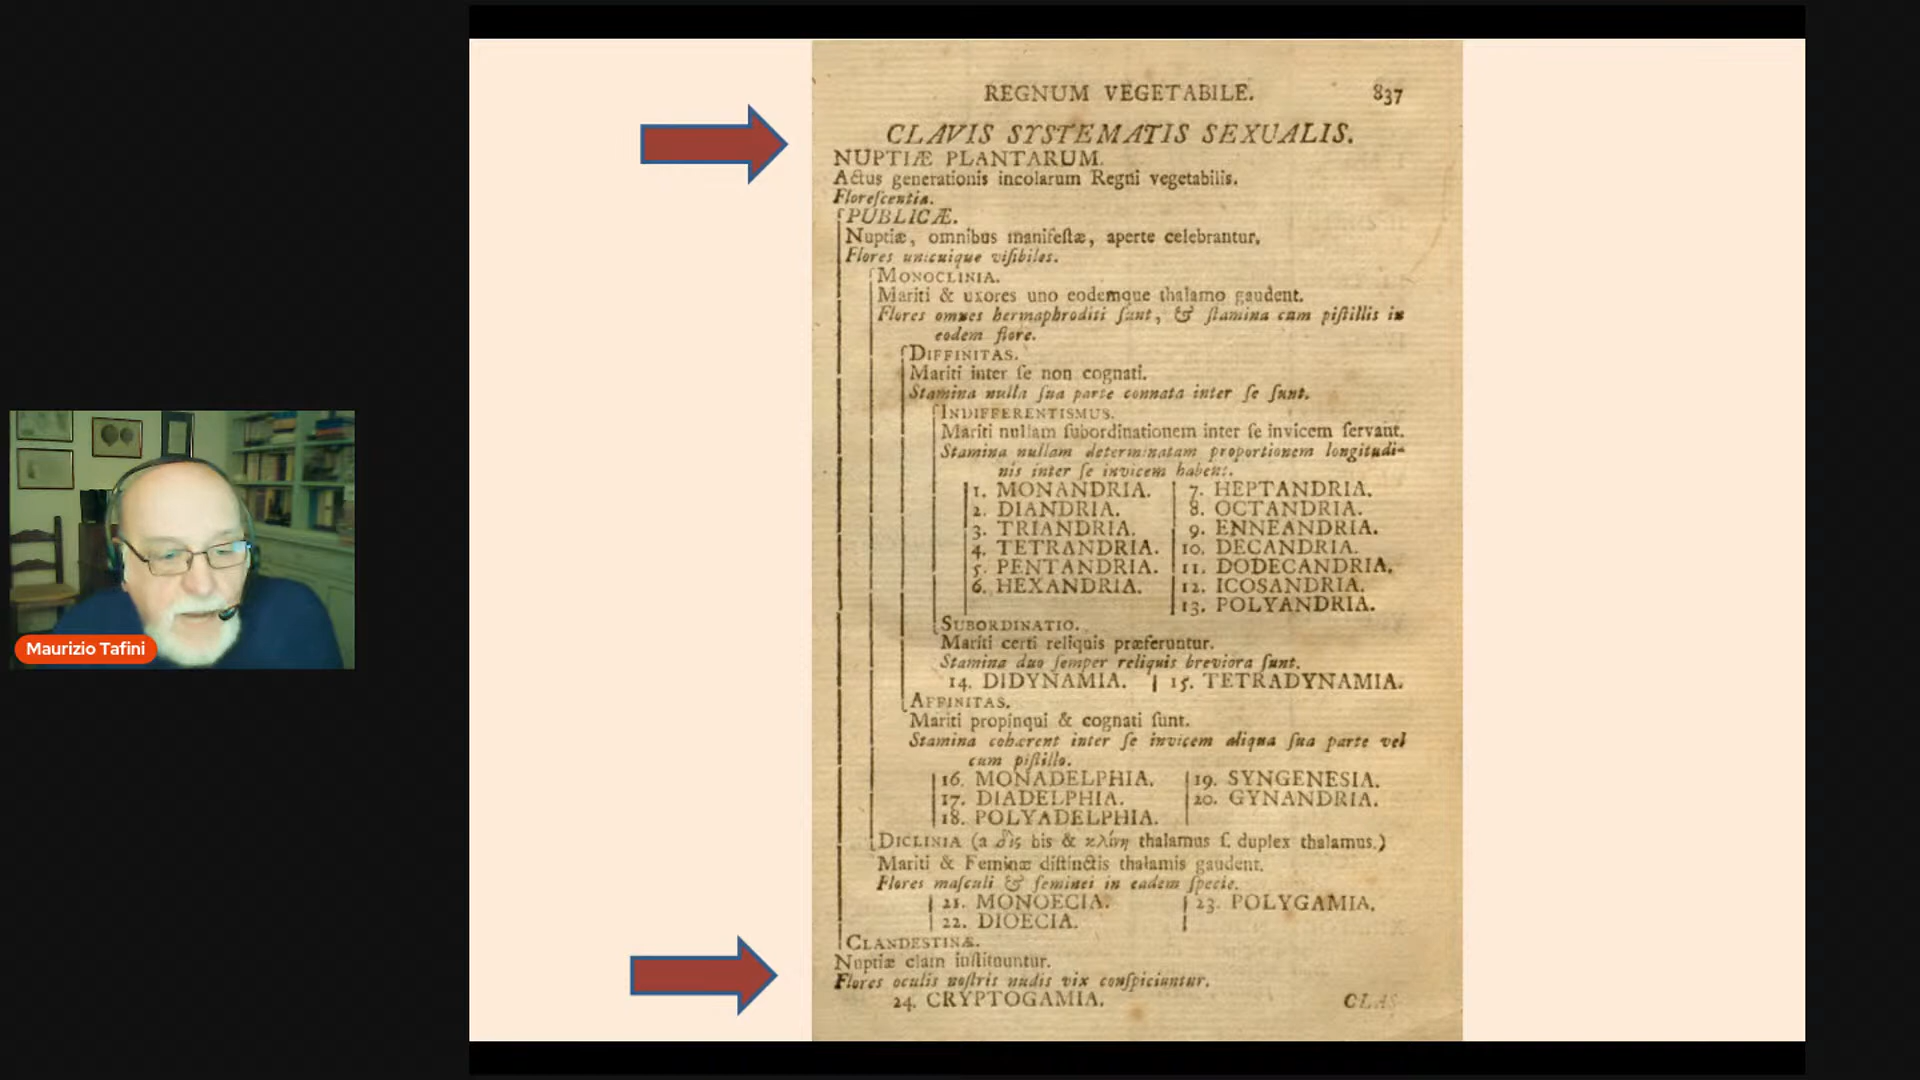 REGNUM VEGETABILE. 837
CLAVIS SYSTEMATIS SEXUALIS.
NUPTIÆ PLANTARUM.
Actus generationis incolarum Regni vegetabilis.
Floreſcentia.
PUBLICÆ.
Nuptiæ, omnibus manifeſtæ, aperte celebrantur.
Flores unicuique viſibiles.
MONOCLINIA.
Mariti & uxores uno eodemque thalamo gaudent.
Flores omnes hermaphroditi ſunt, & ſtamina cum piſtillis in
eodem flore.
DIFFINITAS.
Mariti inter ſe non cognati.
Stamina nulla ſua parte connata inter ſe ſunt.
INDIFFERENTISMUS.
Mariti nullam ſubordinationem inter ſe invicem ſervant.
Stamina nullam determinatam proportionem longitudi-
nis inter ſe invicem habent.
1. MONANDRIA. 7. HEPTANDRIA.
2. DIANDRIA. 8. OCTANDRIA.
3. TRIANDRIA. 9. ENNEANDRIA.
4. TETRANDRIA. 10. DECANDRIA.
5. PENTANDRIA. 11. DODECANDRIA.
6. HEXANDRIA. 12. ICOSANDRIA.
13. POLYANDRIA.
SUBORDINATIO.
Mariti certi reliquis præferuntur.
Stamina duo ſemper reliquis breviora ſunt.
14. DIDYNAMIA. 15. TETRADYNAMIA.
AFFINITAS.
Mariti propinqui & cognati ſunt.
Stamina cohærent inter ſe invicem aliqua ſua parte vel
cum piſtillo.
16. MONADELPHIA. 19. SYNGENESIA.
17. DIADELPHIA. 20. GYNANDRIA.
18. POLYADELPHIA.
DICLINIA (a δὶς bis & κλίνη thalamus ſ. duplex thalamus.)
Mariti & Feminæ diſtinctis thalamis gaudent.
Flores maſculi & feminei in eadem ſpecie.
21. MONOECIA. 23. POLYGAMIA.
22. DIOECIA.
CLANDESTINÆ.
Nuptiæ clam inſtituuntur.
Flores oculis noſtris nudis vix conſpiciuntur.
24. CRYPTOGAMIA. CLAS
Maurizio Tafini